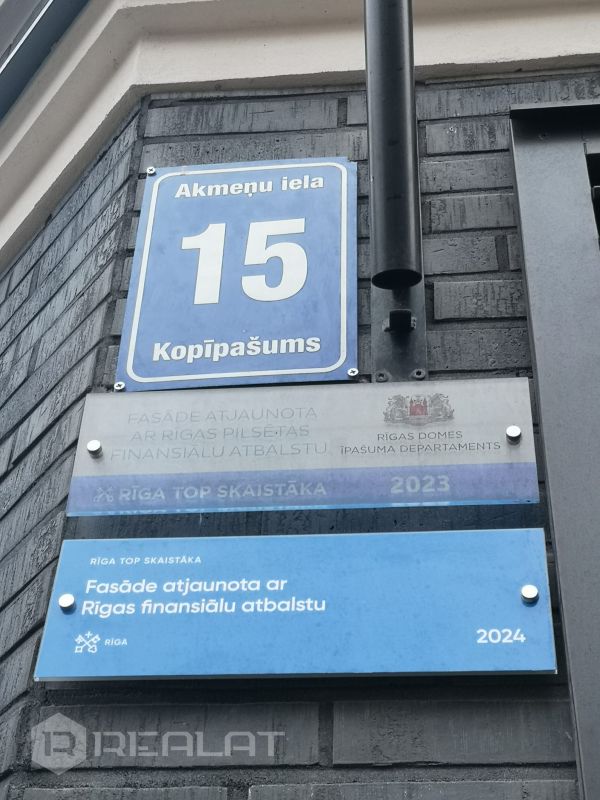 Akmeņu iela
15
Kopīpašums
FASĀDE ATJAUNOTA
AR RĪGAS PILSĒTAS
FINANSIĀLU ATBALSTU
RĪGAS DOMES
ĪPAŠUMA DEPARTAMENTS
RĪGA TOP SKAISTĀKA
2023
RĪGA TOP SKAISTĀKA
Fasāde atjaunota ar
Rīgas finansiālu atbalstu
RĪGA
2024
REALAT